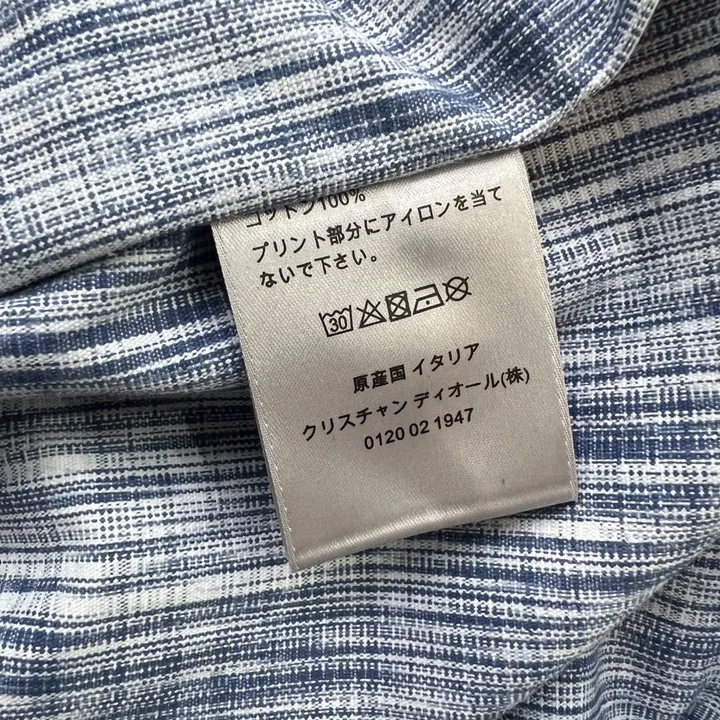 コットン100%
プリント部分にアイロンを当て
ないで下さい。
30
原産国 イタリア
クリスチャン ディオール(株)
0120 02 1947